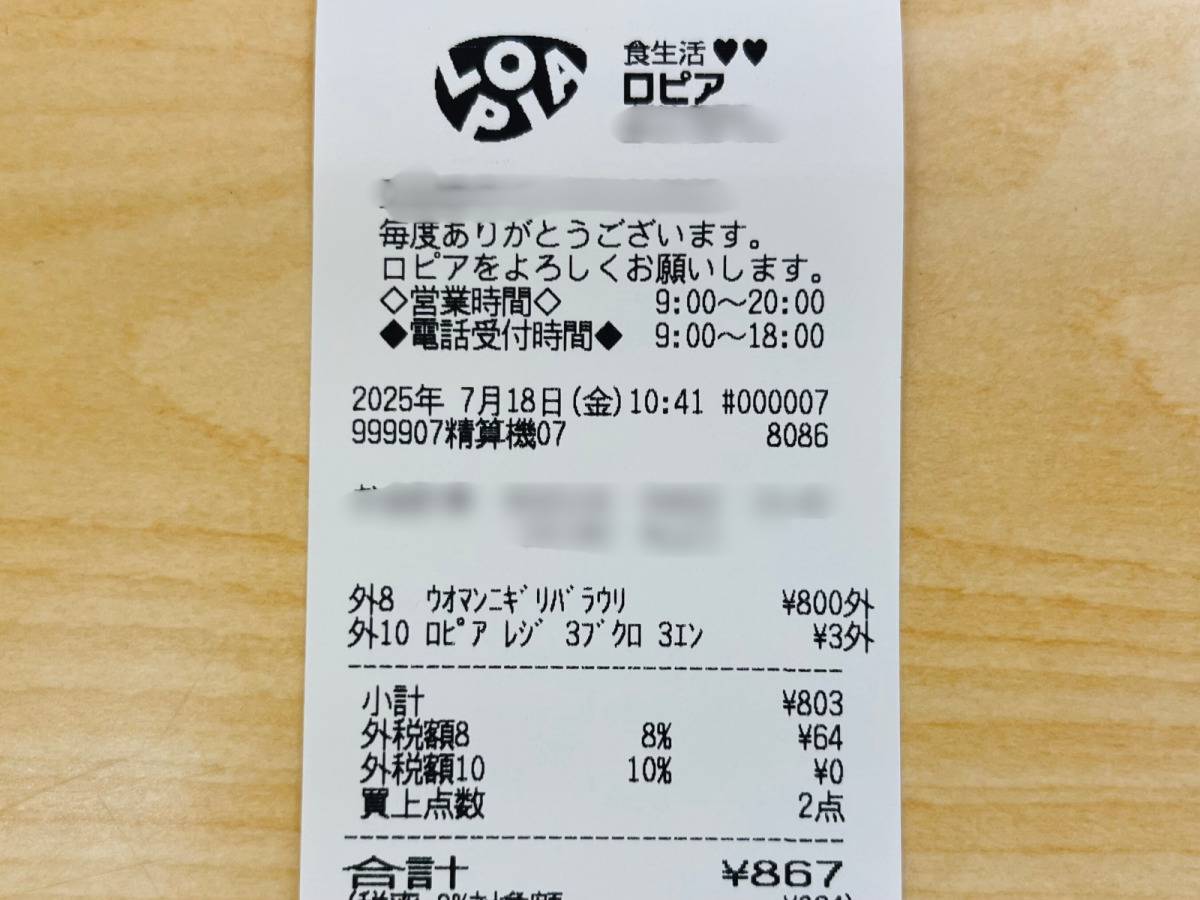 LOPIA
食生活♥♥
ロピア
毎度ありがとうございます。
ロピアをよろしくお願いします。
◇営業時間◇ 9:00～20:00
◆電話受付時間◆ 9:00～18:00
2025年 7月18日(金)10:41 #000007
999907精算機07 8086
外8 ｳｵﾏﾝﾆｷﾞﾘﾊﾞﾗｳﾘ ¥800外
外10 ﾛﾋﾟｱ ﾚｼﾞ 3ﾌﾞｸﾛ 3ｴﾝ ¥3外
小計 ¥803
外税額8 8% ¥64
外税額10 10% ¥0
買上点数 2点
合計 ¥867